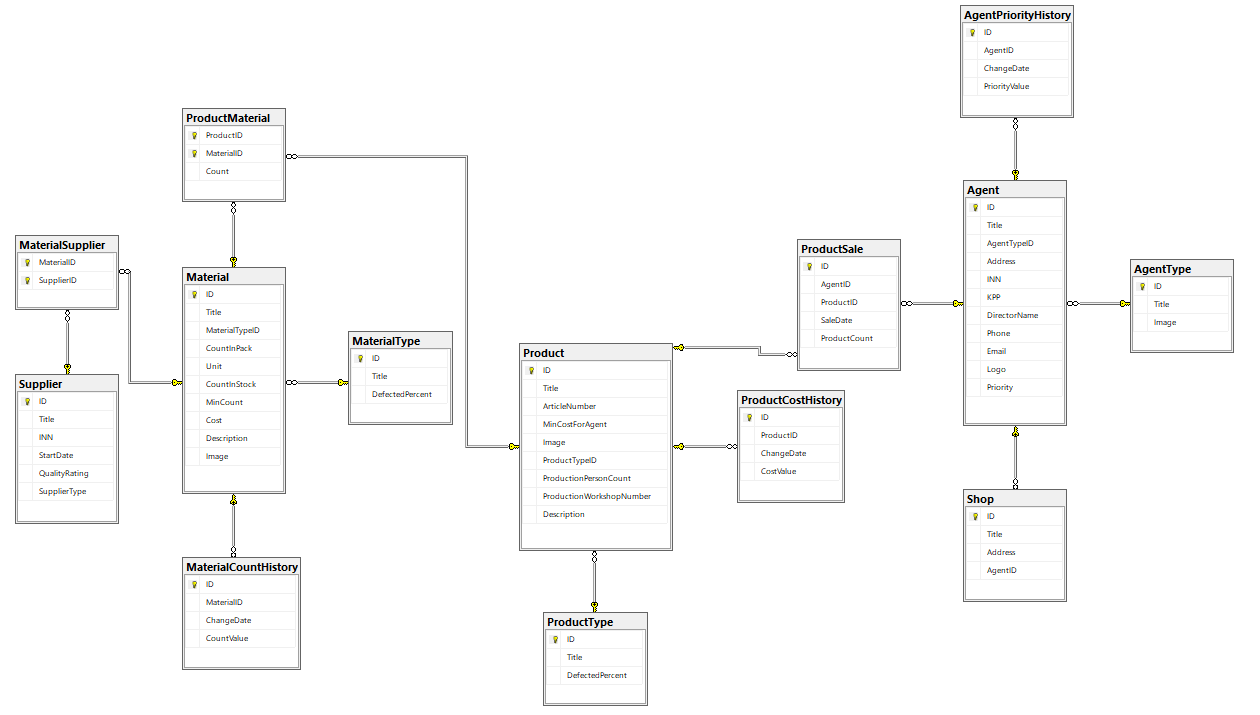 AgentPriorityHistory
ID
AgentID
ChangeDate
PriorityValue
ProductMaterial
ProductID
MaterialID
Count
Agent
ID
Title
AgentTypeID
Address
INN
KPP
DirectorName
Phone
Email
Logo
Priority
MaterialSupplier
MaterialID
SupplierID
ProductSale
ID
AgentID
ProductID
SaleDate
ProductCount
AgentType
ID
Title
Image
Material
ID
Title
MaterialTypeID
CountInPack
Unit
CountInStock
MinCount
Cost
Description
Image
MaterialType
ID
Title
DefectedPercent
Product
ID
Title
ArticleNumber
MinCostForAgent
Image
ProductTypeID
ProductionPersonCount
ProductionWorkshopNumber
Description
Supplier
ID
Title
INN
StartDate
QualityRating
SupplierType
ProductCostHistory
ID
ProductID
ChangeDate
CostValue
Shop
ID
Title
Address
AgentID
MaterialCountHistory
ID
MaterialID
ChangeDate
CountValue
ProductType
ID
Title
DefectedPercent